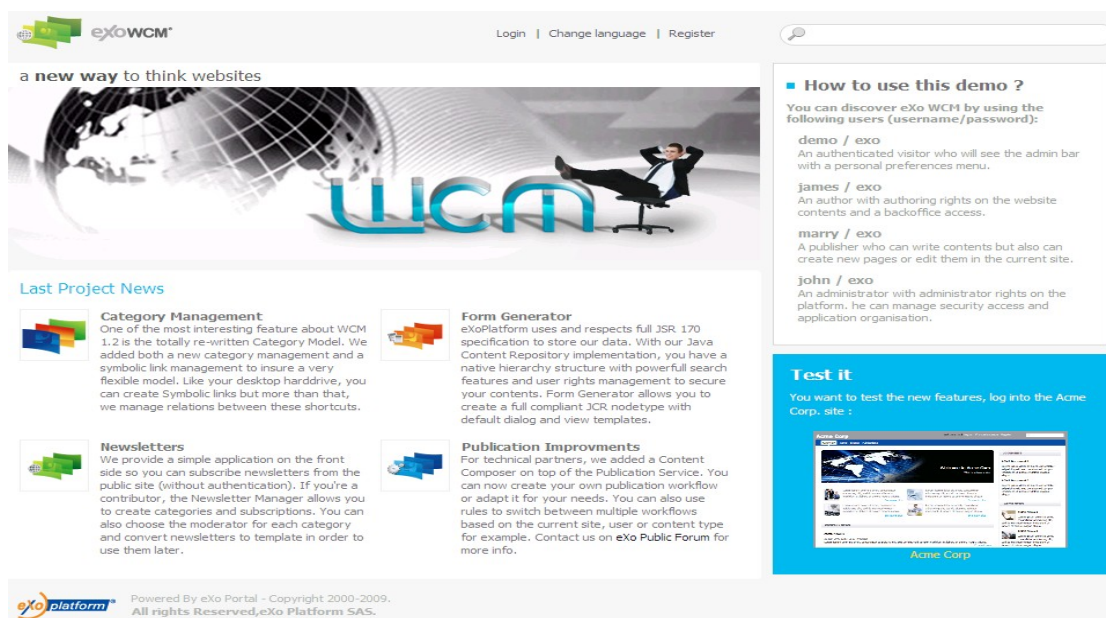 eXoWCM
Login | Change language | Register
a new way to think websites
WCM
Last Project News
Category Management
One of the most interesting feature about WCM
1.2 is the totally re-written Category Model. We
added both a new category management and a
symbolic link management to insure a very
flexible model. Like your desktop harddrive, you
can create Symbolic links but more than that,
we manage relations between these shortcuts.
Form Generator
eXoPlatform uses and respects full JSR 170
specification to store our data. With our Java
Content Repository implementation, you have a
native hierarchy structure with powerfull search
features and user rights management to secure
your contents. Form Generator allows you to
create a full compliant JCR nodetype with
default dialog and view templates.
Newsletters
We provide a simple application on the front
side so you can subscribe newsletters from the
public site (without authentication). If you're a
contributor, the Newsletter Manager allows you
to create categories and subscriptions. You can
also choose the moderator for each category
and convert newsletters to template in order to
use them later.
Publication Improvments
For technical partners, we added a Content
Composer on top of the Publication Service. You
can now create your own publication workflow
or adapt it for your needs. You can also use
rules to switch between multiple workflows
based on the current site, user or content type
for example. Contact us on eXo Public Forum for
more info.
How to use this demo ?
You can discover eXo WCM by using the
following users (username/password):
demo / exo
An authenticated visitor who will see the admin bar
with a personal preferences menu.
james / exo
An author with authoring rights on the website
contents and a backoffice access.
marry / exo
A publisher who can write contents but also can
create new pages or edit them in the current site.
john / exo
An administrator with administrator rights on the
platform. he can manage security access and
application organisation.
Test it
You want to test the new features, log into the Acme
Corp. site :
Acme Corp
Acme Corp
eXo platform
Powered By eXo Portal - Copyright 2000-2009.
All rights Reserved,eXo Platform SAS.